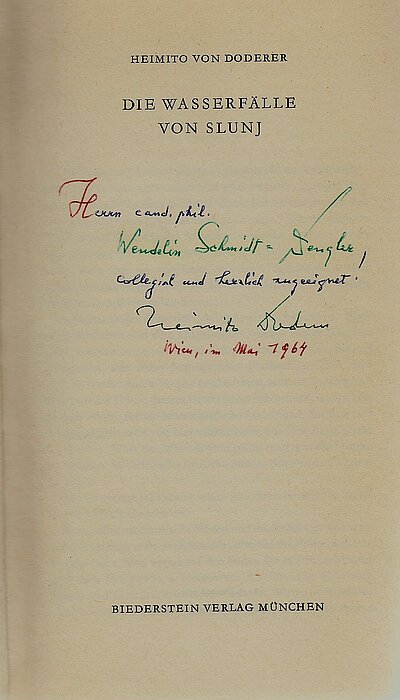 HEIMITO VON DODERER
DIE WASSERFÄLLE
VON SLUNJ
Herrn cand. phil.
Wendelin Schmidt=Dengler,
collegial und herzlich zugeeignet.
Heimito Doderer
Wien, im Mai 1964
BIEDERSTEIN VERLAG MÜNCHEN